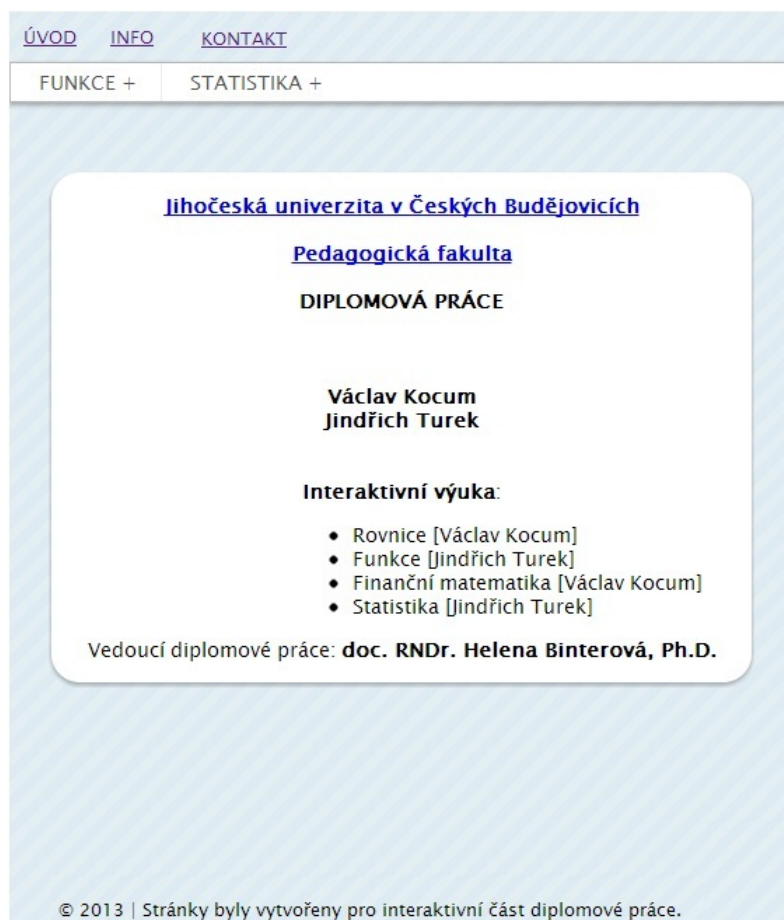 ÚVOD INFO KONTAKT
FUNKCE + STATISTIKA +
Jihočeská univerzita v Českých Budějovicích
Pedagogická fakulta
DIPLOMOVÁ PRÁCE
Václav Kocum
Jindřich Turek
Interaktivní výuka:
• Rovnice [Václav Kocum]
• Funkce [Jindřich Turek]
• Finanční matematika [Václav Kocum]
• Statistika [Jindřich Turek]
Vedoucí diplomové práce: doc. RNDr. Helena Binterová, Ph.D.
© 2013 | Stránky byly vytvořeny pro interaktivní část diplomové práce.